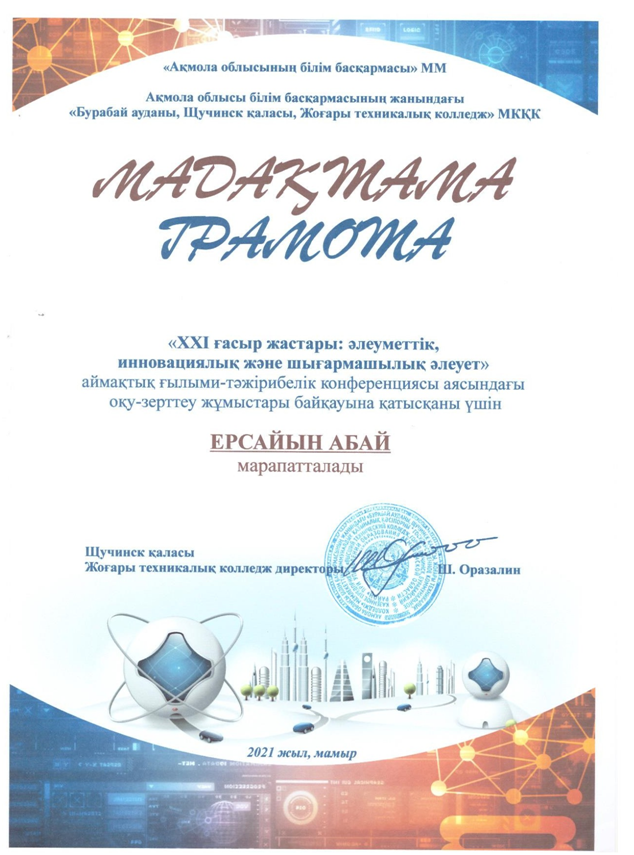 «Ақмола облысының білім басқармасы» ММ
Ақмола облысы білім басқармасының жанындағы
«Бурабай ауданы, Щучинск қаласы, Жоғары техникалық колледж» МКҚК
МАДАҚТАМА
ГРАМОТА
«XXI ғасыр жастары: әлеуметтік,
инновациялық және шығармашылық әлеует»
аймақтық ғылыми-тәжірибелік конференциясы аясындағы
оқу-зерттеу жұмыстары байқауына қатысқаны үшін
ЕРСАЙЫН АБАЙ
марапатталады
Щучинск қаласы
Жоғары техникалық колледж директоры Ш. Оразалин
2021 жыл, мамыр